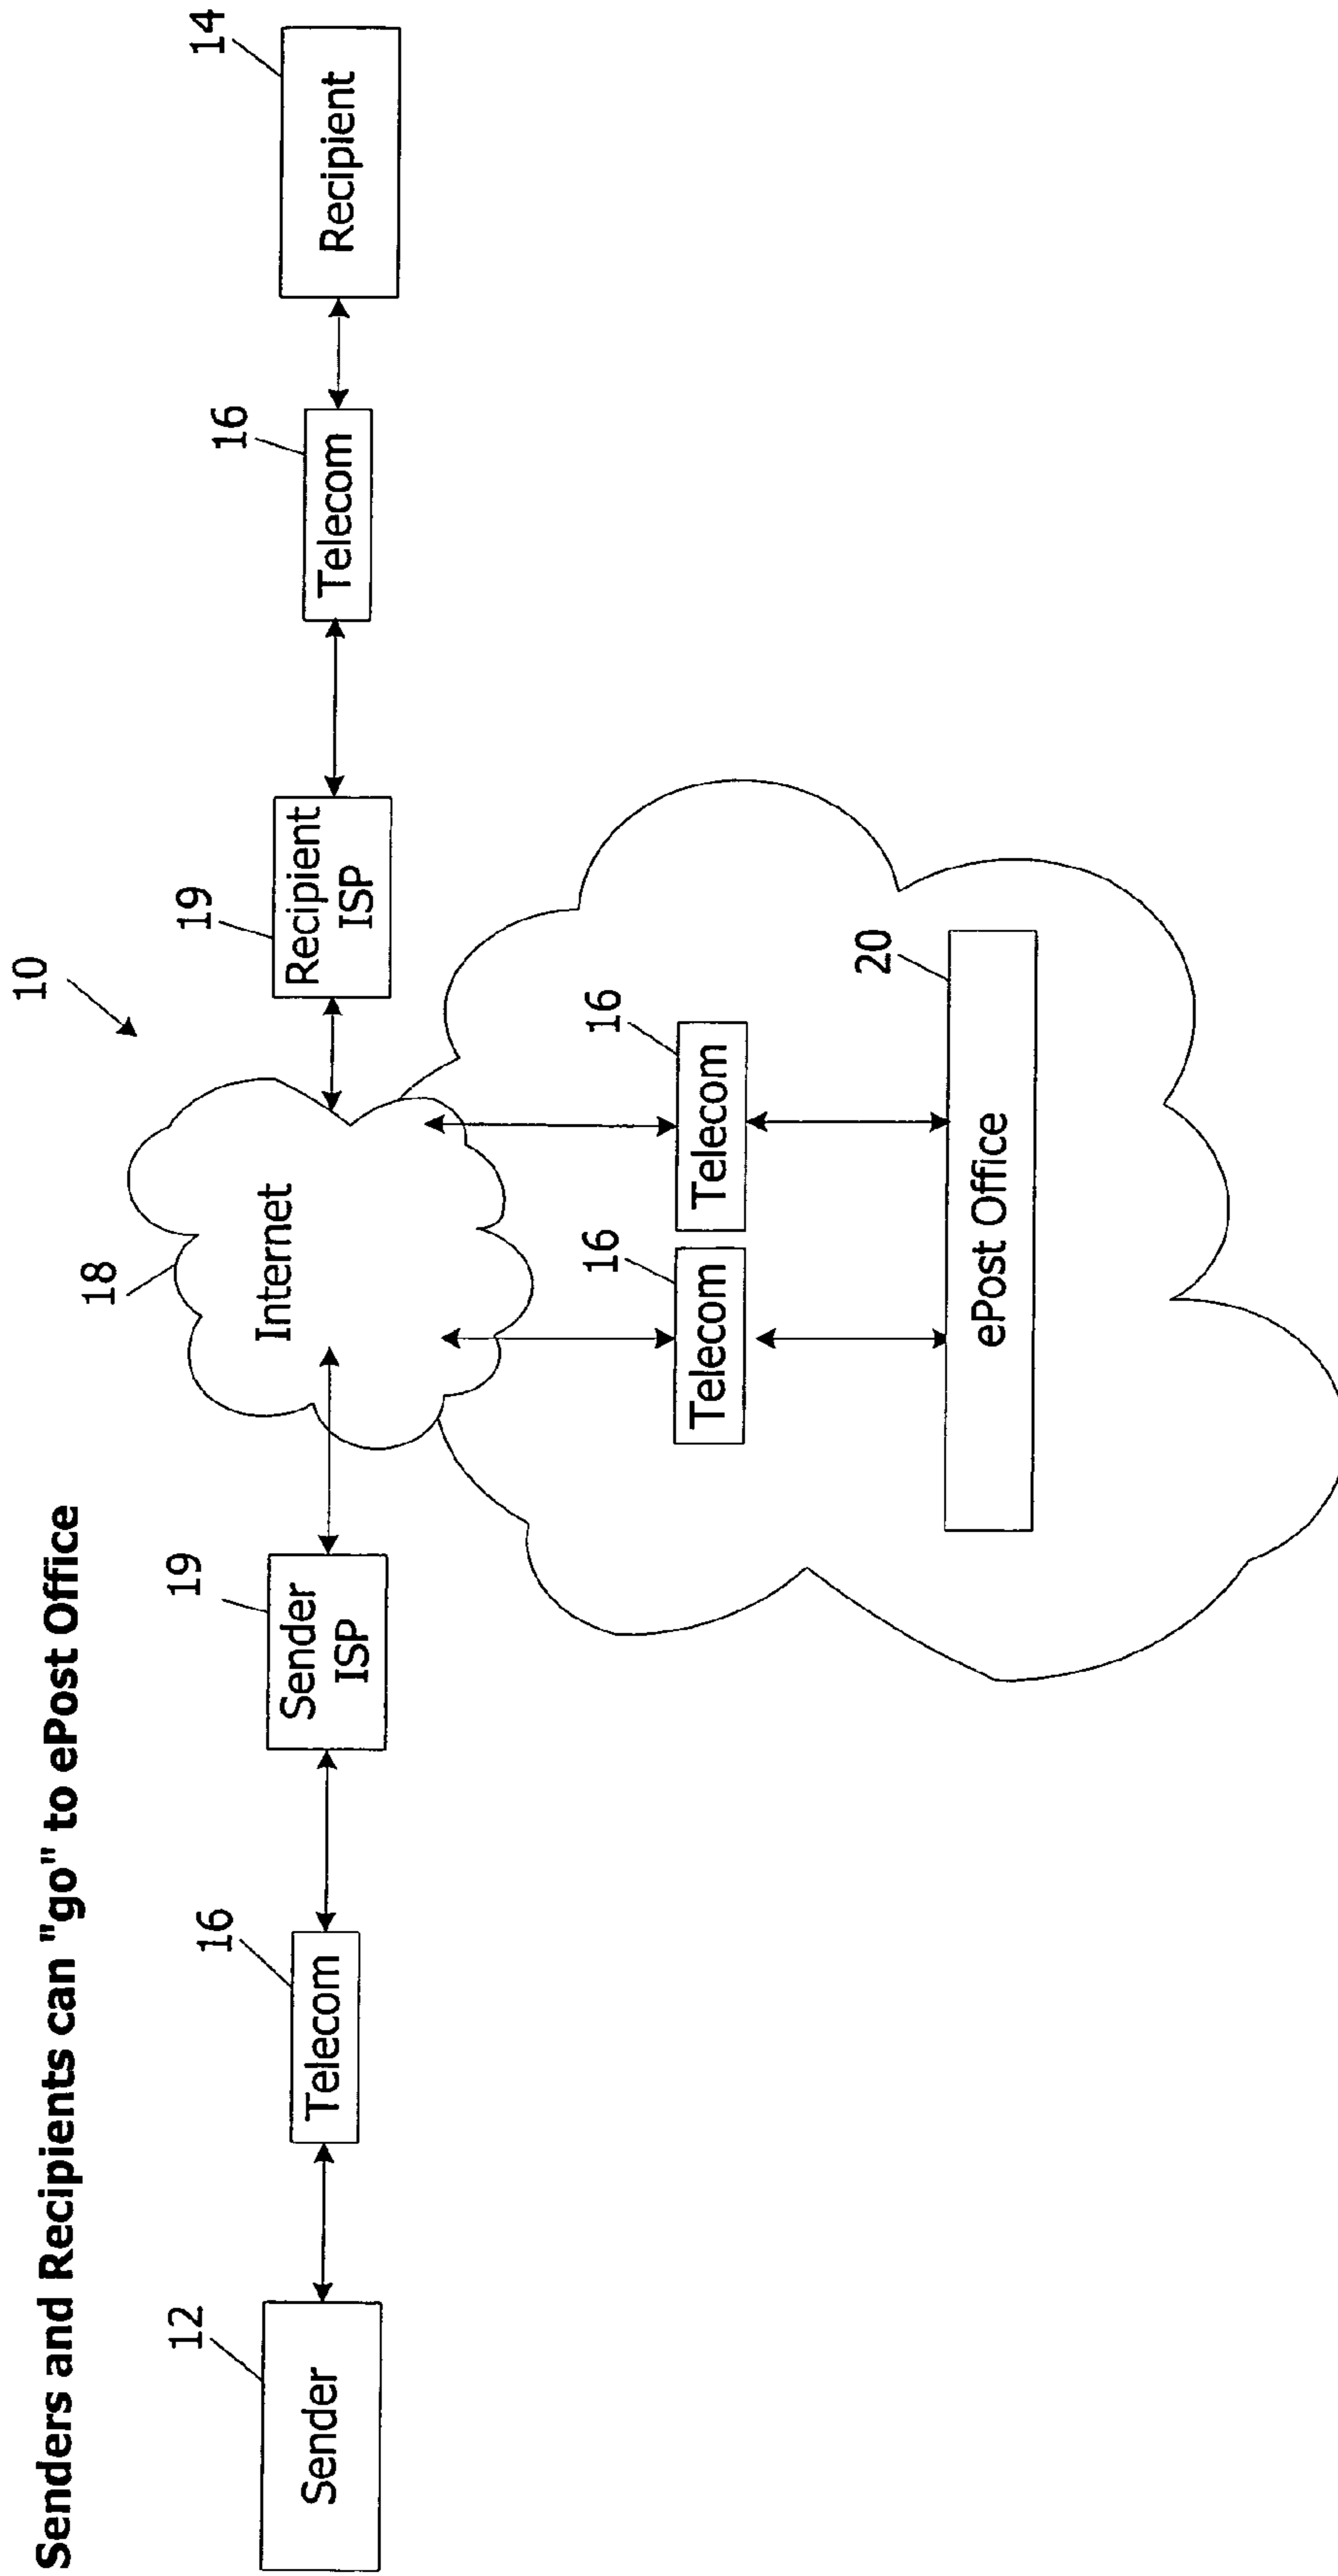 Senders and Recipients can "go" to ePost Office
10
12
Sender
16
Telecom
19
Sender
ISP
18
Internet
19
Recipient
ISP
16
Telecom
14
Recipient
16
Telecom
16
Telecom
20
ePost Office